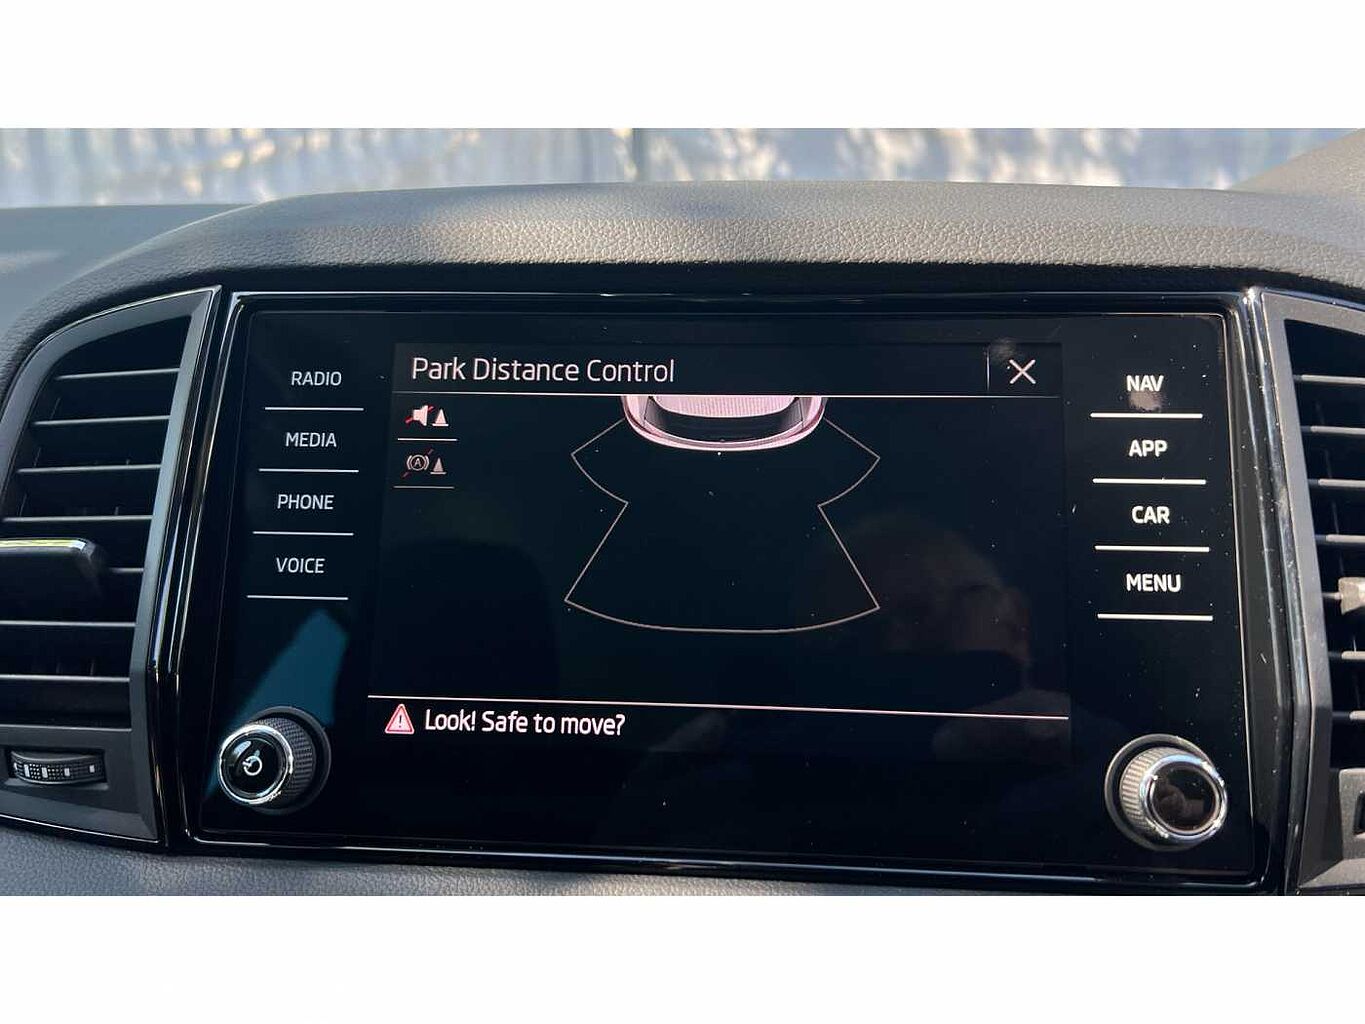 RADIO
MEDIA
PHONE
VOICE
Park Distance Control
A
Look! Safe to move?
NAV
APP
CAR
MENU